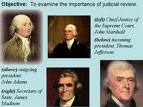 Objective: To examine the importance of judicial review.
(left) Chief Justice of
the Supreme Court,
John Marshall
(below) incoming
president, Thomas
Jefferson
(above) outgoing
president
John Adams
(right) Secretary of
State, James
Madison